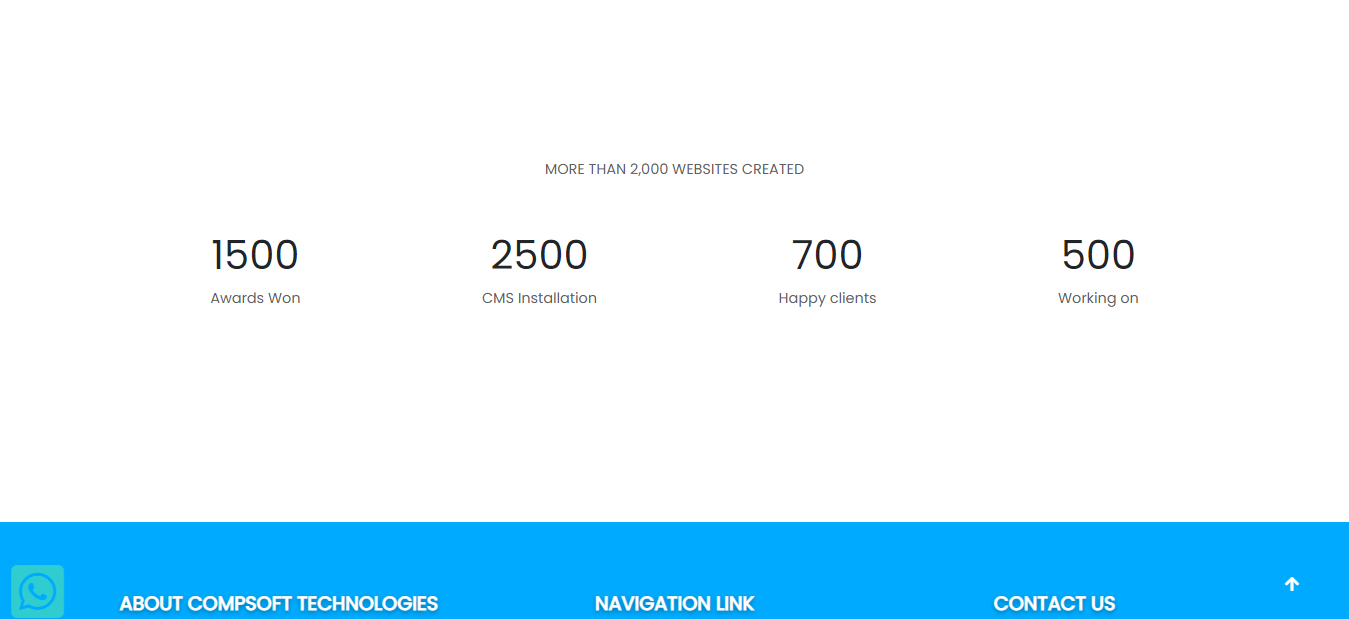 MORE THAN 2,000 WEBSITES CREATED
1500 2500 700 500
Awards Won CMS Installation Happy clients Working on
ABOUT COMPSOFT TECHNOLOGIES NAVIGATION LINK CONTACT US